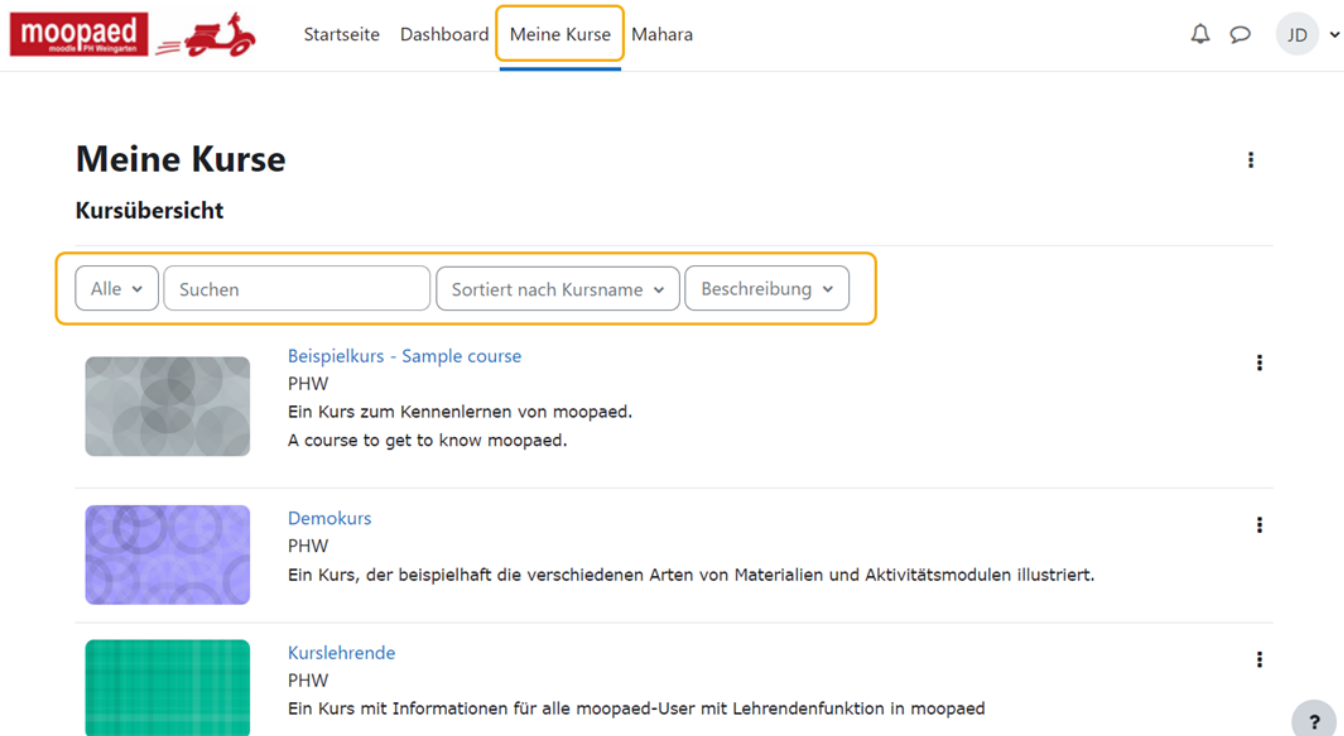 moopaed
moodle PH Weingarten
Startseite Dashboard Meine Kurse Mahara
JD
Meine Kurse
Kursübersicht
Alle Suchen Sortiert nach Kursname Beschreibung
Beispielkurs - Sample course
PHW
Ein Kurs zum Kennenlernen von moopaed.
A course to get to know moopaed.
Demokurs
PHW
Ein Kurs, der beispielhaft die verschiedenen Arten von Materialien und Aktivitätsmodulen illustriert.
Kurslehrende
PHW
Ein Kurs mit Informationen für alle moopaed-User mit Lehrendenfunktion in moopaed
?